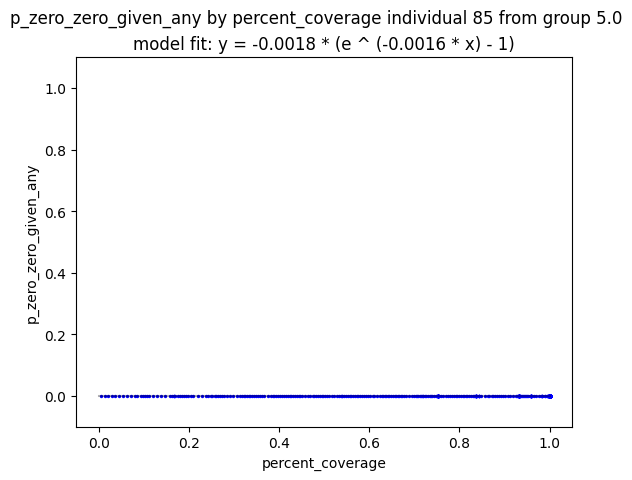 p_zero_zero_given_any by percent_coverage individual 85 from group 5.0
model fit: y = -0.0018 * (e ^ (-0.0016 * x) - 1)
1.0
0.8
0.6
0.4
0.2
0.0
p_zero_zero_given_any
0.0 0.2 0.4 0.6 0.8 1.0
percent_coverage